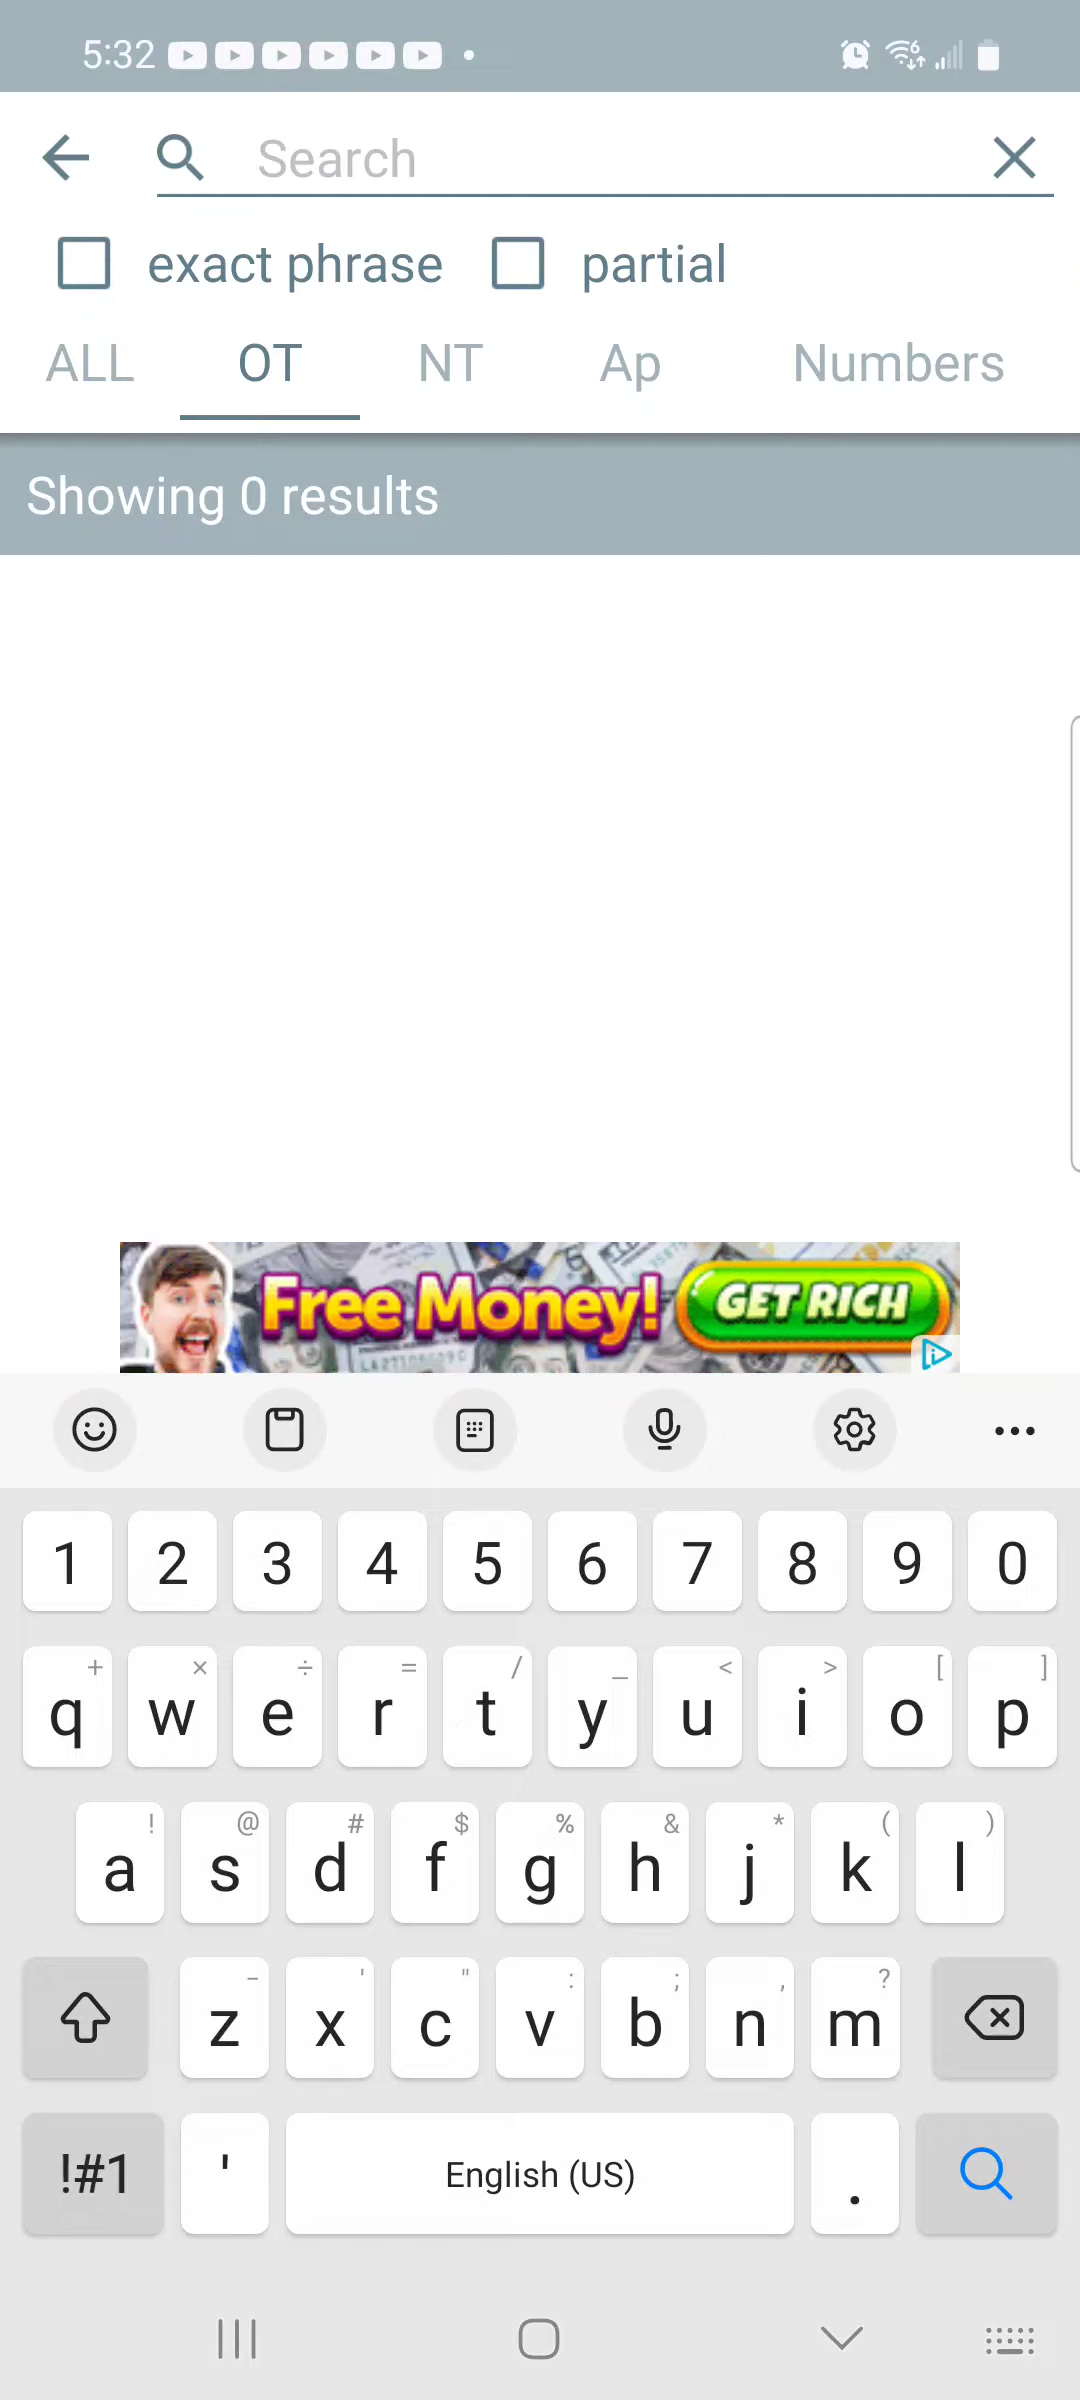 5:32
Search
exact phrase partial
ALL OT NT Ap Numbers
Showing 0 results
Free Money! GET RICH
1 2 3 4 5 6 7 8 9 0
+ × ÷ = / _ < > [ ]
q w e r t y u i o p
! @ # $ % & * ( )
a s d f g h j k l
- ' " : ; , ?
z x c v b n m
!#1 ' English (US) .